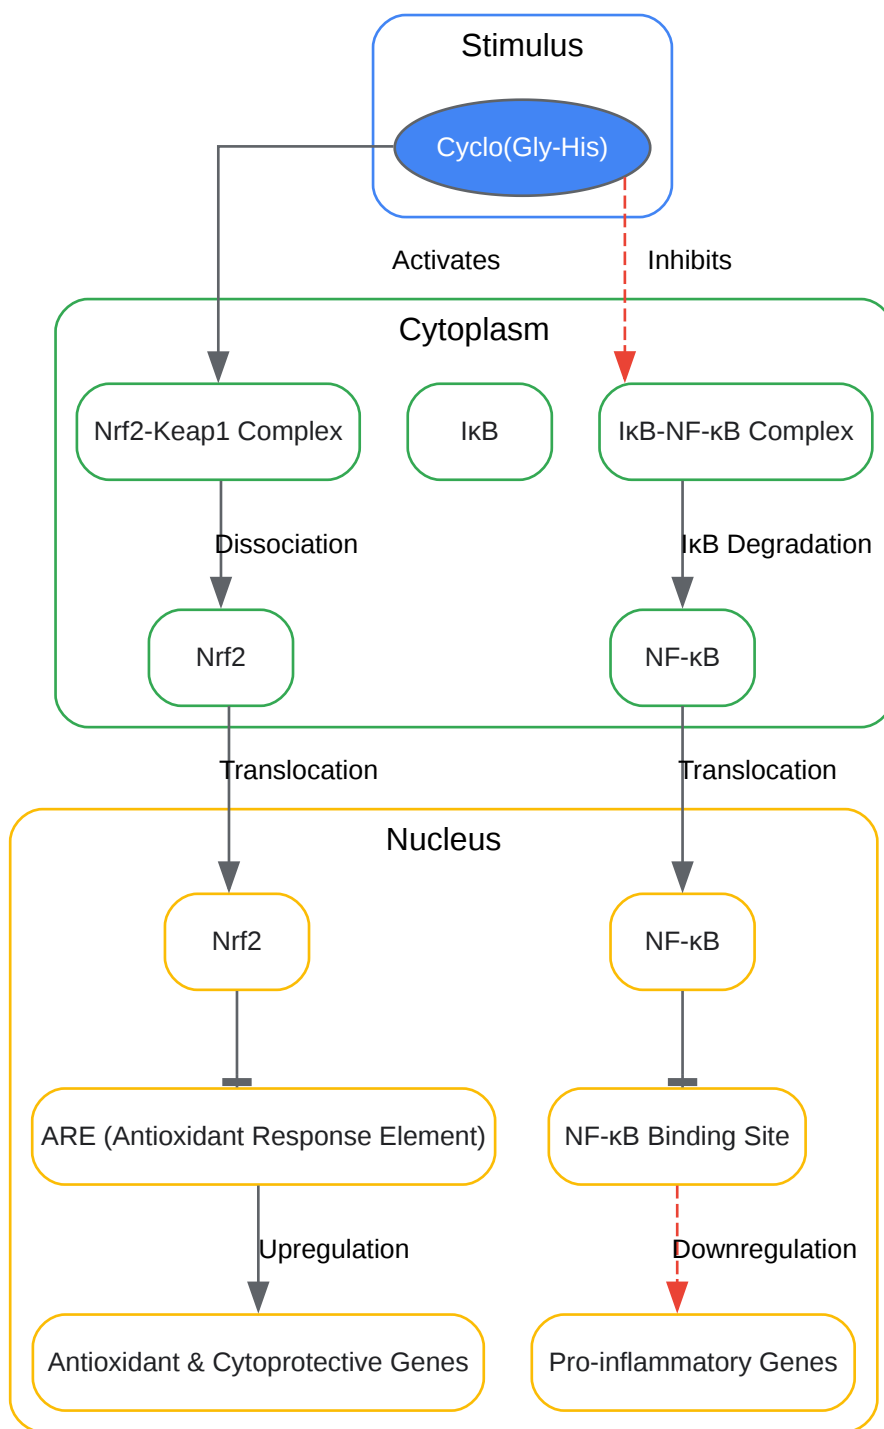 Stimulus
Cyclo(Gly-His)
Activates
Inhibits
Cytoplasm
Nrf2-Keap1 Complex
IκB
IκB-NF-κB Complex
Dissociation
IκB Degradation
Nrf2
NF-κB
Translocation
Translocation
Nucleus
Nrf2
NF-κB
ARE (Antioxidant Response Element)
NF-κB Binding Site
Upregulation
Downregulation
Antioxidant & Cytoprotective Genes
Pro-inflammatory Genes